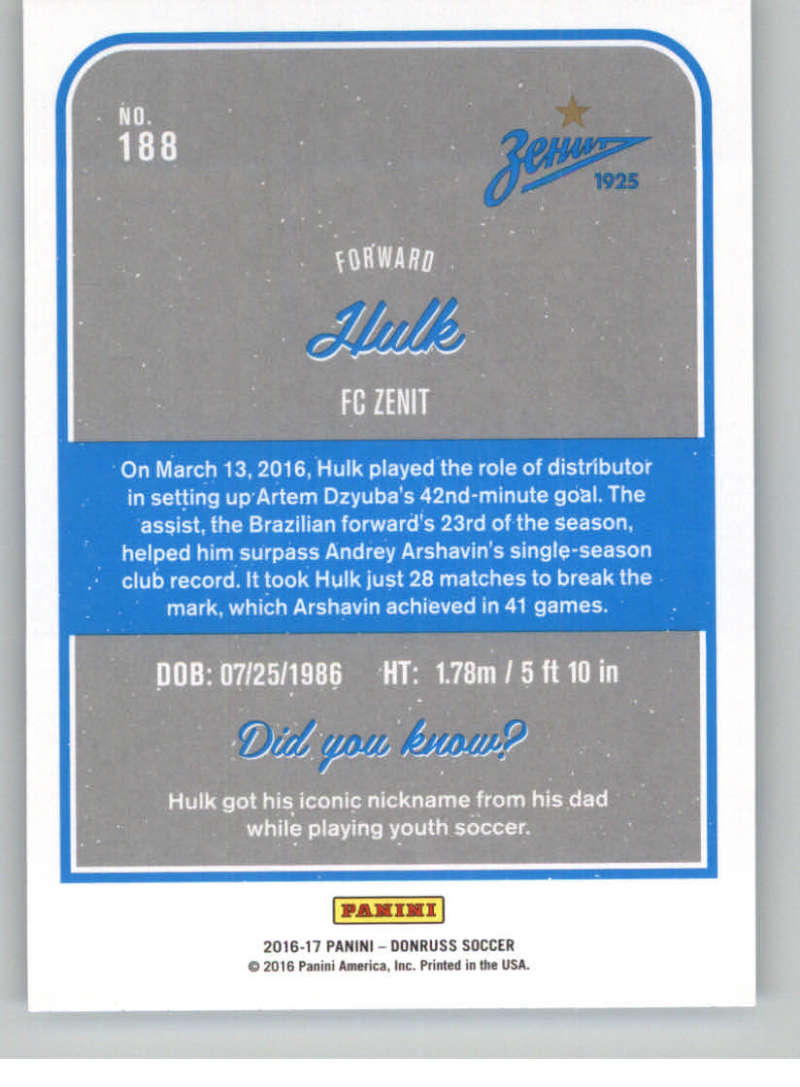 NO.
188
Зенит
1925
FORWARD
Hulk
FC ZENIT
On March 13, 2016, Hulk played the role of distributor
in setting up Artem Dzyuba's 42nd-minute goal. The
assist, the Brazilian forward's 23rd of the season,
helped him surpass Andrey Arshavin's single-season
club record. It took Hulk just 28 matches to break the
mark, which Arshavin achieved in 41 games.
DOB: 07/25/1986 HT: 1.78m / 5 ft 10 in
Did you know?
Hulk got his iconic nickname from his dad
while playing youth soccer.
PANINI
2016-17 PANINI – DONRUSS SOCCER
© 2016 Panini America, Inc. Printed in the USA.